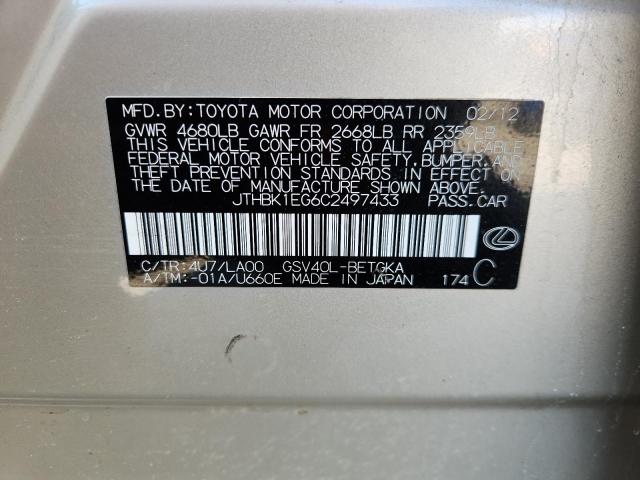 MFD.BY:TOYOTA MOTOR CORPORATION 02/12
GVWR 4680LB GAWR FR 2668LB RR 2359LB
THIS VEHICLE CONFORMS TO ALL APPLICABLE
FEDERAL MOTOR VEHICLE SAFETY,BUMPER,AND
THEFT PREVENTION STANDARDS IN EFFECT
ON THE DATE OF MANUFACTURE SHOWN ABOVE.
JTHBK1EG6C2497433 PASS.CAR
C/TR:4U7/LA00 GSV40L-BETGKA
A/TM:-01A/U660E MADE IN JAPAN 174 C